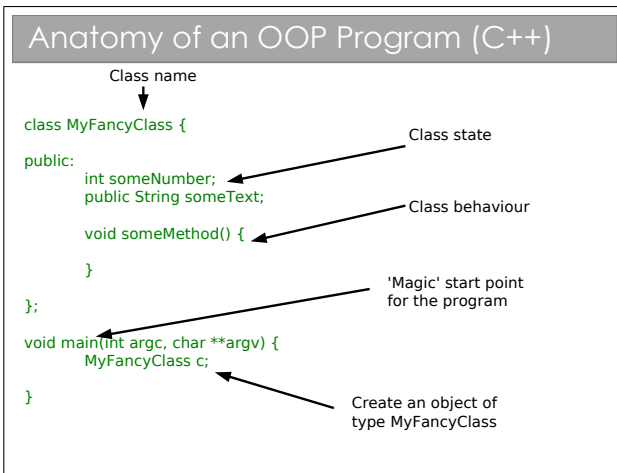 Anatomy of an OOP Program (C++)
Class name
class MyFancyClass {
Class state
public:
int someNumber;
public String someText;
Class behaviour
void someMethod() {
}
'Magic' start point
for the program
};
void main(int argc, char **argv) {
MyFancyClass c;
}
Create an object of
type MyFancyClass